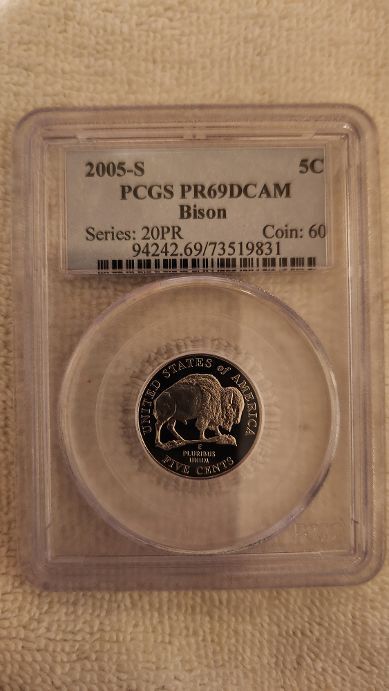 2005-S 5C
PCGS PR69DCAM
Bison
Series: 20PR Coin: 60
94242.69/73519831
UNITED STATES of AMERICA
E
PLURIBUS
UNUM
FIVE CENTS
PCGS